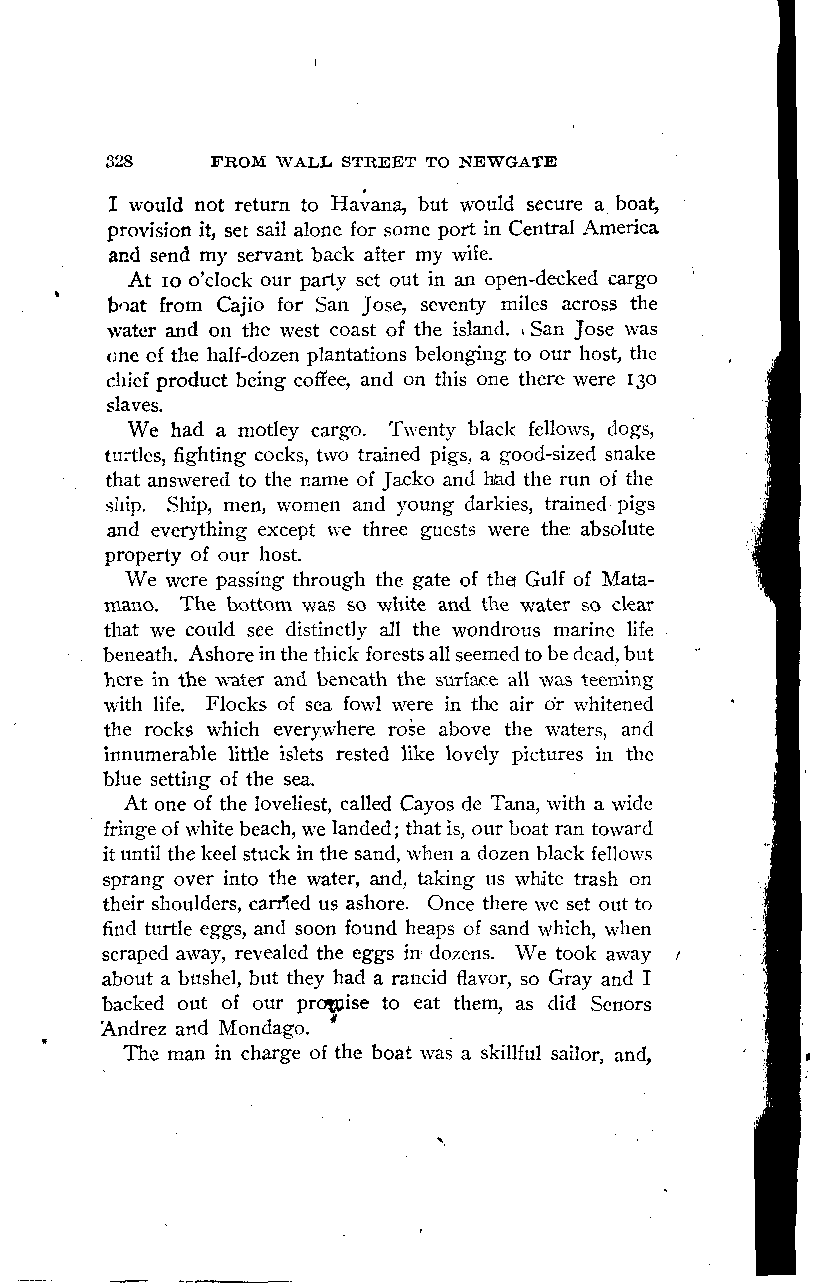 328 FROM WALL STREET TO NEWGATE
I would not return to Havana, but would secure a boat,
provision it, set sail alone for some port in Central America
and send my servant back after my wife.
At 10 o'clock our party set out in an open-decked cargo
boat from Cajio for San Jose, seventy miles across the
water and on the west coast of the island. San Jose was
one of the half-dozen plantations belonging to our host, the
chief product being coffee, and on this one there were 130
slaves.
We had a motley cargo. Twenty black fellows, dogs,
turtles, fighting cocks, two trained pigs, a good-sized snake
that answered to the name of Jacko and had the run of the
ship. Ship, men, women and young darkies, trained pigs
and everything except we three guests were the absolute
property of our host.
We were passing through the gate of the Gulf of Mata-
mano. The bottom was so white and the water so clear
that we could see distinctly all the wondrous marine life
beneath. Ashore in the thick forests all seemed to be dead, but
here in the water and beneath the surface all was teeming
with life. Flocks of sea fowl were in the air or whitened
the rocks which everywhere rose above the waters, and
innumerable little islets rested like lovely pictures in the
blue setting of the sea.
At one of the loveliest, called Cayos de Tana, with a wide
fringe of white beach, we landed; that is, our boat ran toward
it until the keel stuck in the sand, when a dozen black fellows
sprang over into the water, and, taking us white trash on
their shoulders, carried us ashore. Once there we set out to
find turtle eggs, and soon found heaps of sand which, when
scraped away, revealed the eggs in dozens. We took away
about a bushel, but they had a rancid flavor, so Gray and I
backed out of our promise to eat them, as did Senors
Andrez and Mondago.
The man in charge of the boat was a skillful sailor, and,